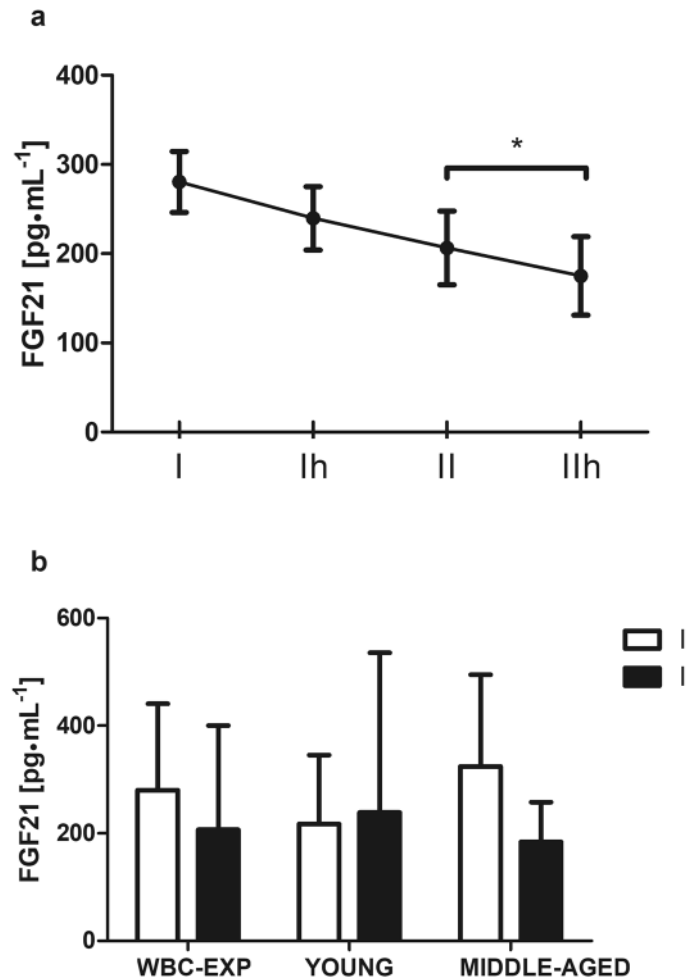 a
FGF21 [pg•mL⁻¹]
400
300
200
100
0
*
I
Ih
II
IIh
b
FGF21 [pg•mL⁻¹]
600
400
200
0
I
I
WBC-EXP
YOUNG
MIDDLE-AGED